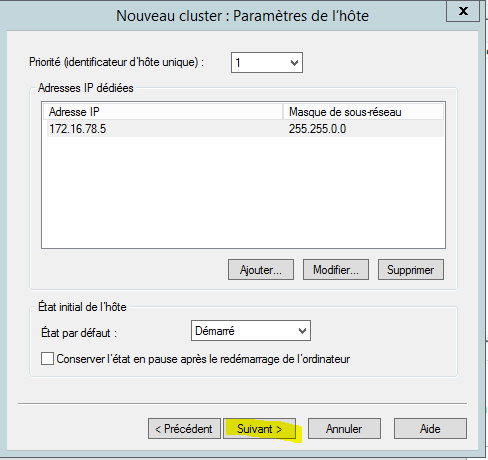 Nouveau cluster : Paramètres de l'hôte
x
Priorité (identificateur d'hôte unique) : 1
Adresses IP dédiées
Adresse IP Masque de sous-réseau
172.16.78.5 255.255.0.0
Ajouter... Modifier... Supprimer
État initial de l'hôte
État par défaut : Démarré
Conserver l'état en pause après le redémarrage de l'ordinateur
< Précédent Suivant > Annuler Aide